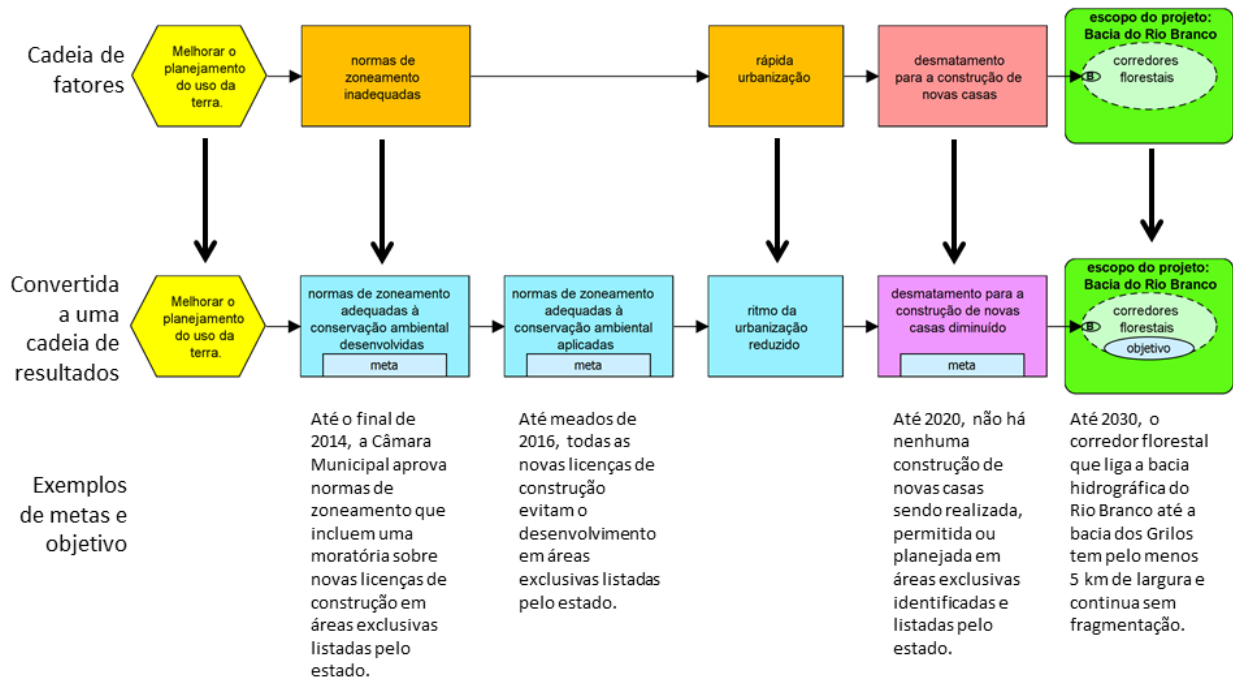 Cadeia de
fatores
Melhorar o
planejamento
do uso da
terra.
normas de
zoneamento
inadequadas
rápida
urbanização
desmatamento
para a construção de
novas casas
escopo do projeto:
Bacia do Rio Branco
corredores
florestais
B
Convertida
a uma
cadeia de
resultados
Melhorar o
planejamento
do uso da
terra.
normas de zoneamento
adequadas à
conservação ambiental
desenvolvidas
meta
normas de zoneamento
adequadas à
conservação ambiental
aplicadas
meta
ritmo da
urbanização
reduzido
desmatamento para a
construção de novas
casas diminuído
meta
escopo do projeto:
Bacia do Rio Branco
corredores
florestais
B
objetivo
Exemplos
de metas e
objetivo
Até o final de
2014, a Câmara
Municipal aprova
normas de
zoneamento que
incluem uma
moratória sobre
novas licenças de
construção em
áreas exclusivas
listadas pelo
estado.
Até meados de
2016, todas as
novas licenças de
construção
evitam o
desenvolvimento
em áreas
exclusivas listadas
pelo estado.
Até 2020, não há
nenhuma
construção de
novas casas
sendo realizada,
permitida ou
planejada em
áreas exclusivas
identificadas e
listadas pelo
estado.
Até 2030, o
corredor florestal
que liga a bacia
hidrográfica do
Rio Branco até a
bacia dos Grilos
tem pelo menos
5 km de largura e
continua sem
fragmentação.